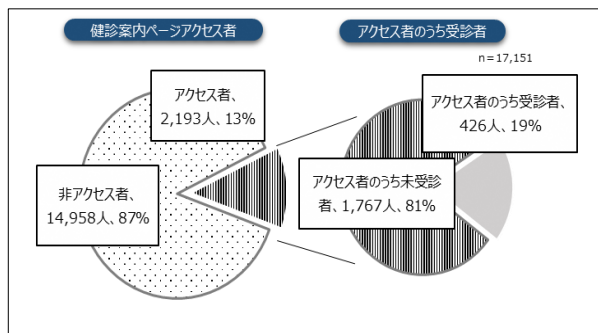 健診案内ページアクセス者
アクセス者のうち受診者
n=17,151
アクセス者、
2,193人、13%
非アクセス者、
14,958人、87%
アクセス者のうち受診者、
426人、19%
アクセス者のうち未受診
者、1,767人、81%